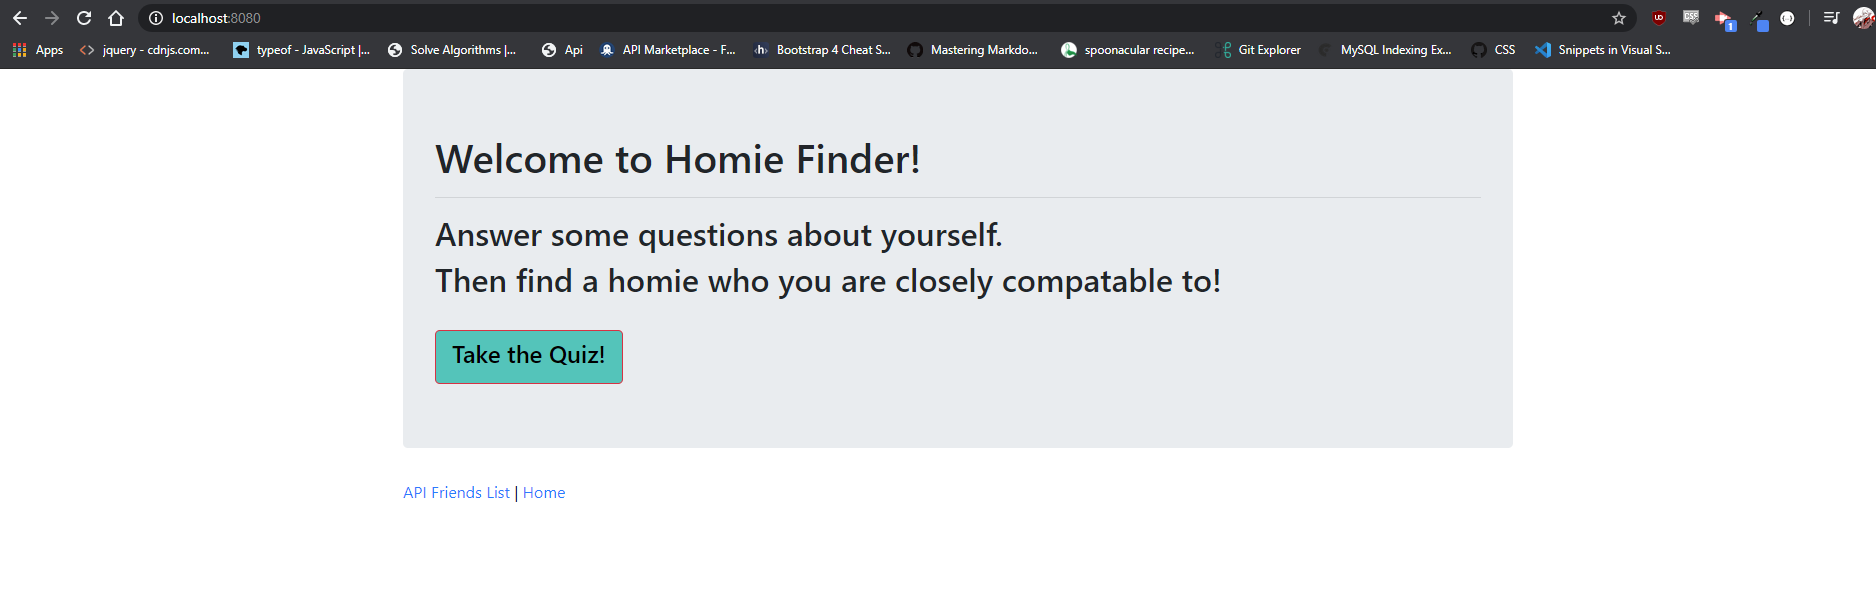 localhost:8080
Apps jquery - cdnjs.com... typeof - JavaScript |... Solve Algorithms |... Api API Marketplace - F... Bootstrap 4 Cheat S... Mastering Markdo... spoonacular recipe... Git Explorer MySQL Indexing Ex... CSS Snippets in Visual S...
Welcome to Homie Finder!
Answer some questions about yourself.
Then find a homie who you are closely compatable to!
Take the Quiz!
API Friends List | Home